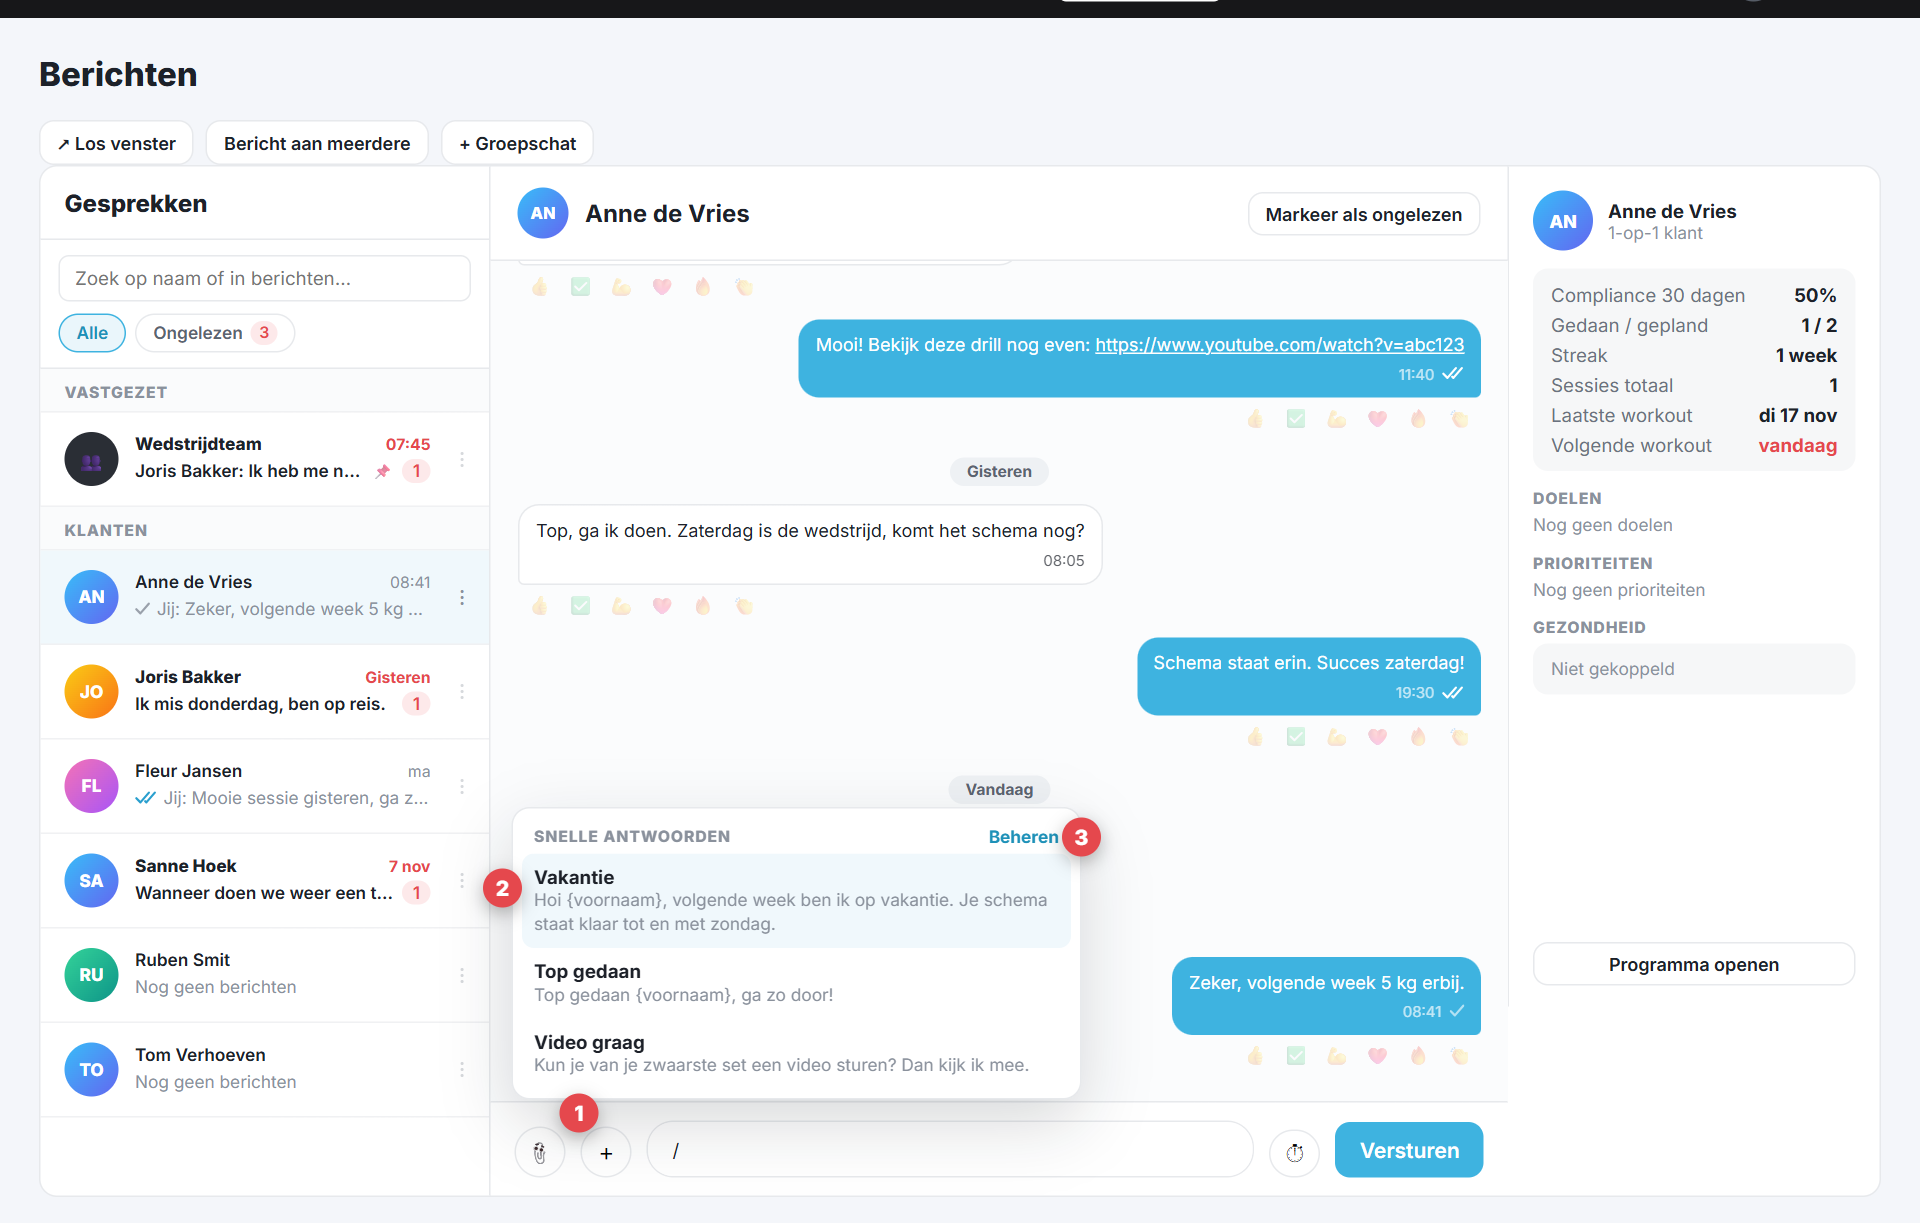 Berichten
↗ Los venster
Bericht aan meerdere
+ Groepschat
Gesprekken
Zoek op naam of in berichten...
Alle
Ongelezen 3
VASTGEZET
Wedstrijdteam 07:45
Joris Bakker: Ik heb me n... 1
KLANTEN
AN Anne de Vries 08:41
Jij: Zeker, volgende week 5 kg ...
JO Joris Bakker Gisteren
Ik mis donderdag, ben op reis. 1
FL Fleur Jansen ma
Jij: Mooie sessie gisteren, ga z...
SA Sanne Hoek 7 nov
Wanneer doen we weer een t... 1
RU Ruben Smit
Nog geen berichten
TO Tom Verhoeven
Nog geen berichten
AN Anne de Vries
Markeer als ongelezen
Mooi! Bekijk deze drill nog even: https://www.youtube.com/watch?v=abc123
11:40
Gisteren
Top, ga ik doen. Zaterdag is de wedstrijd, komt het schema nog?
08:05
Schema staat erin. Succes zaterdag!
19:30
Vandaag
SNELLE ANTWOORDEN
Beheren 3
2
Vakantie
Hoi {voornaam}, volgende week ben ik op vakantie. Je schema
staat klaar tot en met zondag.
Top gedaan
Top gedaan {voornaam}, ga zo door!
Video graag
Kun je van je zwaarste set een video sturen? Dan kijk ik mee.
Zeker, volgende week 5 kg erbij.
08:41
1
+
/
Versturen
AN Anne de Vries
1-op-1 klant
Compliance 30 dagen 50%
Gedaan / gepland 1 / 2
Streak 1 week
Sessies totaal 1
Laatste workout di 17 nov
Volgende workout vandaag
DOELEN
Nog geen doelen
PRIORITEITEN
Nog geen prioriteiten
GEZONDHEID
Niet gekoppeld
Programma openen